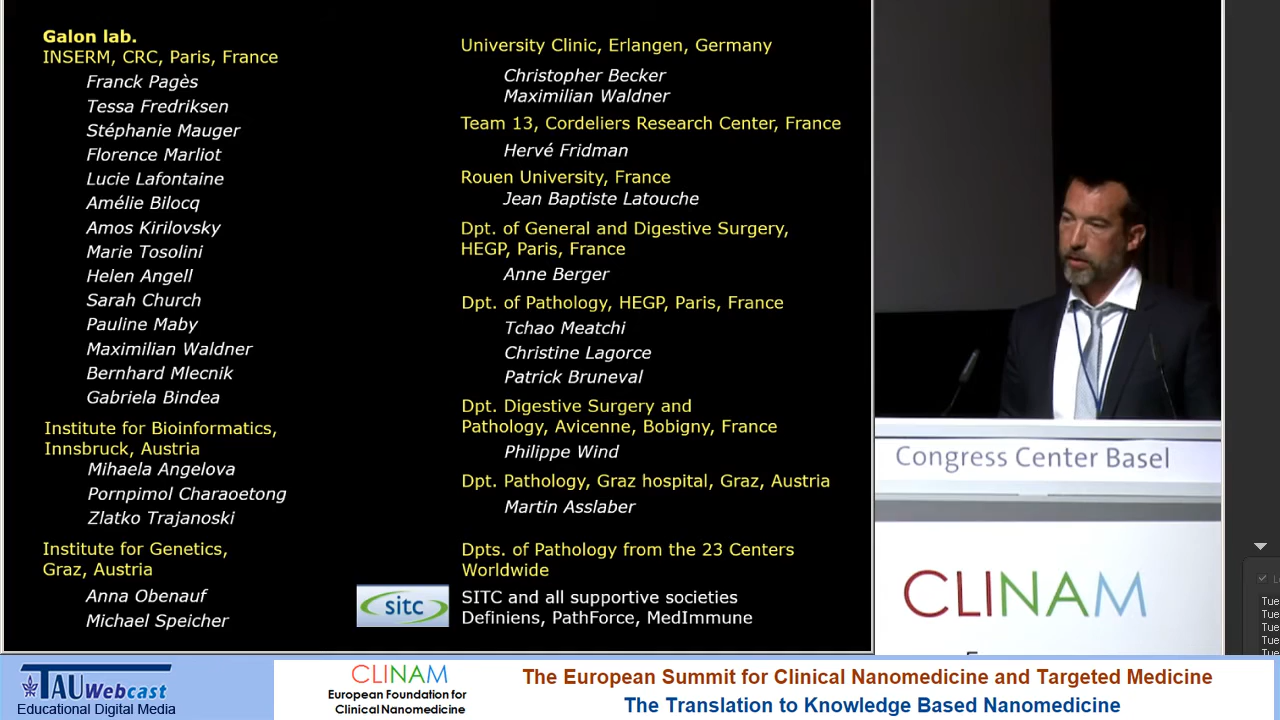 Galon lab.
INSERM, CRC, Paris, France
Franck Pagès
Tessa Fredriksen
Stéphanie Mauger
Florence Marliot
Lucie Lafontaine
Amélie Bilocq
Amos Kirilovsky
Marie Tosolini
Helen Angell
Sarah Church
Pauline Maby
Maximilian Waldner
Bernhard Mlecnik
Gabriela Bindea
Institute for Bioinformatics,
Innsbruck, Austria
Mihaela Angelova
Pornpimol Charaoetong
Zlatko Trajanoski
Institute for Genetics,
Graz, Austria
Anna Obenauf
Michael Speicher
University Clinic, Erlangen, Germany
Christopher Becker
Maximilian Waldner
Team 13, Cordeliers Research Center, France
Hervé Fridman
Rouen University, France
Jean Baptiste Latouche
Dpt. of General and Digestive Surgery,
HEGP, Paris, France
Anne Berger
Dpt. of Pathology, HEGP, Paris, France
Tchao Meatchi
Christine Lagorce
Patrick Bruneval
Dpt. Digestive Surgery and
Pathology, Avicenne, Bobigny, France
Philippe Wind
Dpt. Pathology, Graz hospital, Graz, Austria
Martin Asslaber
Dpts. of Pathology from the 23 Centers
Worldwide
sitc
SITC and all supportive societies
Definiens, PathForce, MedImmune
Congress Center Basel
CLINAM
Tue
Tue
Tue
Tue
Tue
TAU Webcast
Educational Digital Media
CLINAM
European Foundation for
Clinical Nanomedicine
The European Summit for Clinical Nanomedicine and Targeted Medicine
The Translation to Knowledge Based Nanomedicine